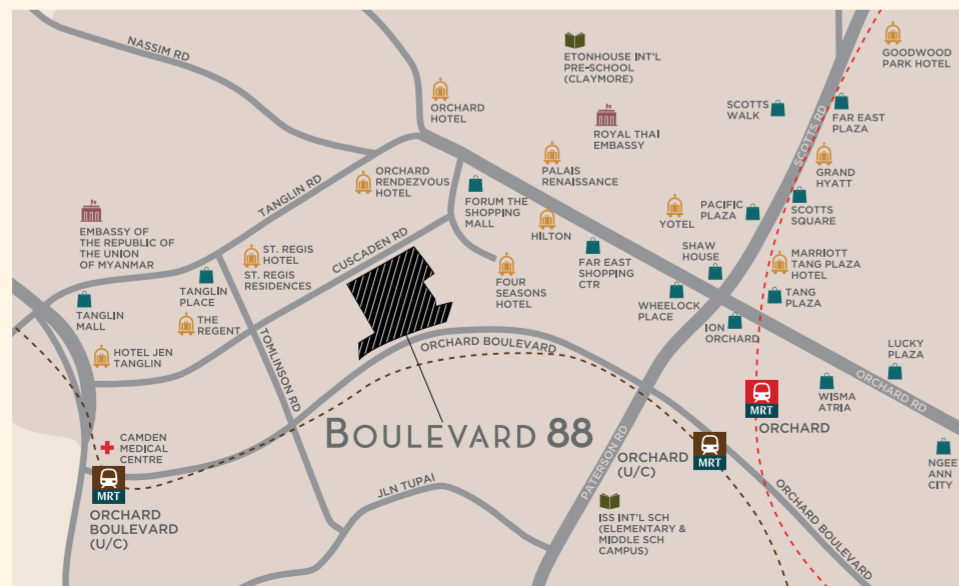 NASSIM RD
ETONHOUSE INT'L
PRE-SCHOOL
(CLAYMORE)
GOODWOOD
PARK HOTEL
ORCHARD
HOTEL
SCOTTS
WALK
FAR EAST
PLAZA
ROYAL THAI
EMBASSY
SCOTTS RD
PALAIS
RENAISSANCE
GRAND
HYATT
ORCHARD
RENDEZVOUS
HOTEL
TANGLIN RD
FORUM THE
SHOPPING
MALL
HILTON
YOTEL
PACIFIC
PLAZA
SCOTTS
SQUARE
EMBASSY OF
THE REPUBLIC OF
THE UNION
OF MYANMAR
ST. REGIS
HOTEL
ST. REGIS
RESIDENCES
CUSCADEN RD
FAR EAST
SHOPPING
CTR
SHAW
HOUSE
MARRIOTT
TANG PLAZA
HOTEL
TANGLIN
PLACE
FOUR
SEASONS
HOTEL
WHEELOCK
PLACE
TANG
PLAZA
TANGLIN
MALL
THE
REGENT
ION
ORCHARD
HOTEL JEN
TANGLIN
TOMLINSON RD
ORCHARD BOULEVARD
LUCKY
PLAZA
ORCHARD RD
MRT
ORCHARD
WISMA
ATRIA
BOULEVARD 88
CAMDEN
MEDICAL
CENTRE
PATERSON RD
ORCHARD
(U/C)
MRT
NGEE
ANN
CITY
MRT
ORCHARD
BOULEVARD
(U/C)
JLN TUPAI
ISS INT'L SCH
(ELEMENTARY &
MIDDLE SCH
CAMPUS)
ORCHARD BOULEVARD